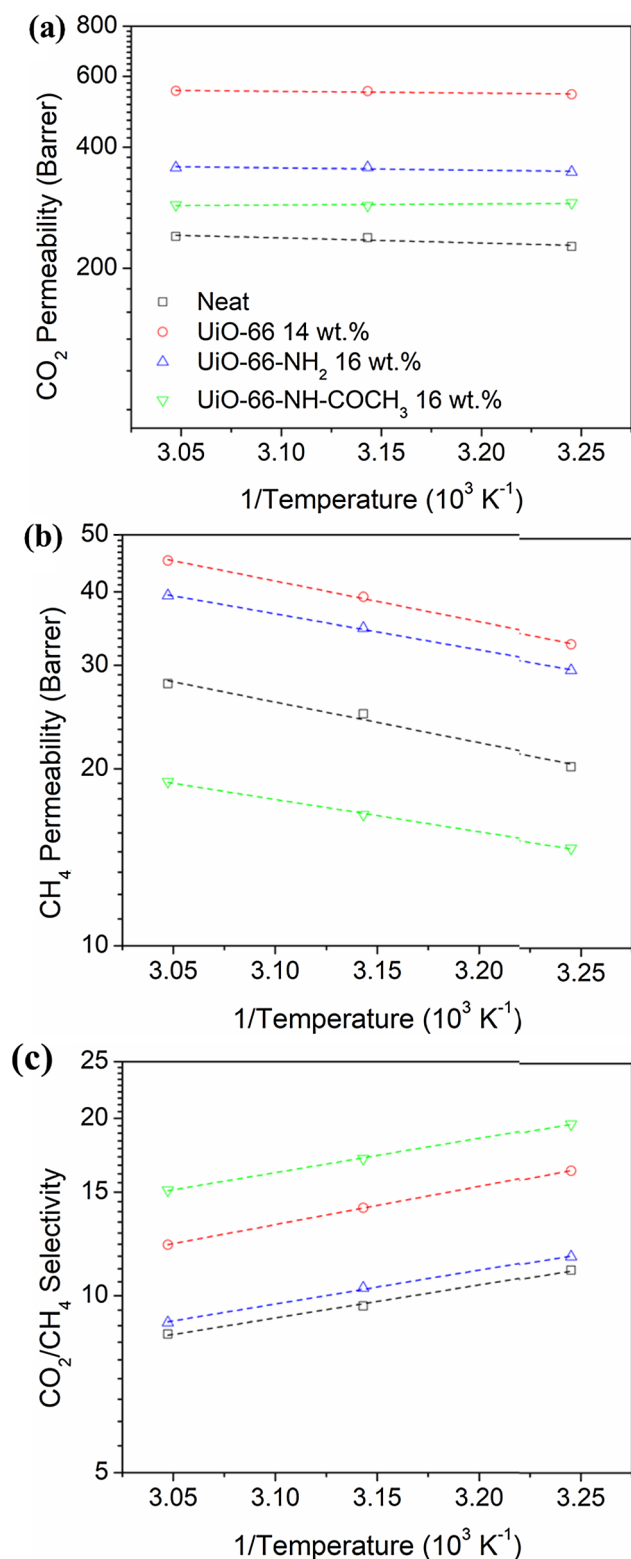 (a)
800
600
400
200
CO₂ Permeability (Barrer)
Neat
UiO-66 14 wt.%
UiO-66-NH₂ 16 wt.%
UiO-66-NH-COCH₃ 16 wt.%
3.05 3.10 3.15 3.20 3.25
1/Temperature (10³ K⁻¹)
(b)
50
40
30
20
10
CH₄ Permeability (Barrer)
3.05 3.10 3.15 3.20 3.25
1/Temperature (10³ K⁻¹)
(c)
25
20
15
10
5
CO₂/CH₄ Selectivity
3.05 3.10 3.15 3.20 3.25
1/Temperature (10³ K⁻¹)